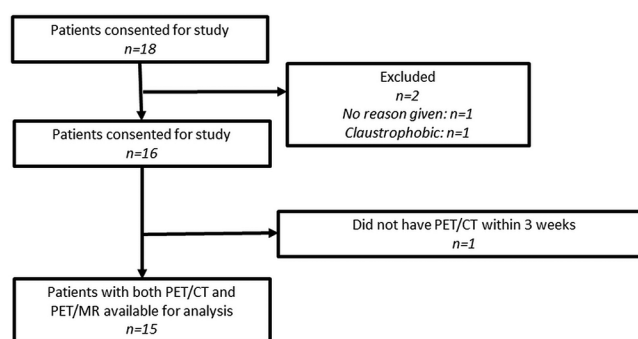 Patients consented for study
n=18
Excluded
n=2
No reason given: n=1
Claustrophobic: n=1
Patients consented for study
n=16
Did not have PET/CT within 3 weeks
n=1
Patients with both PET/CT and
PET/MR available for analysis
n=15